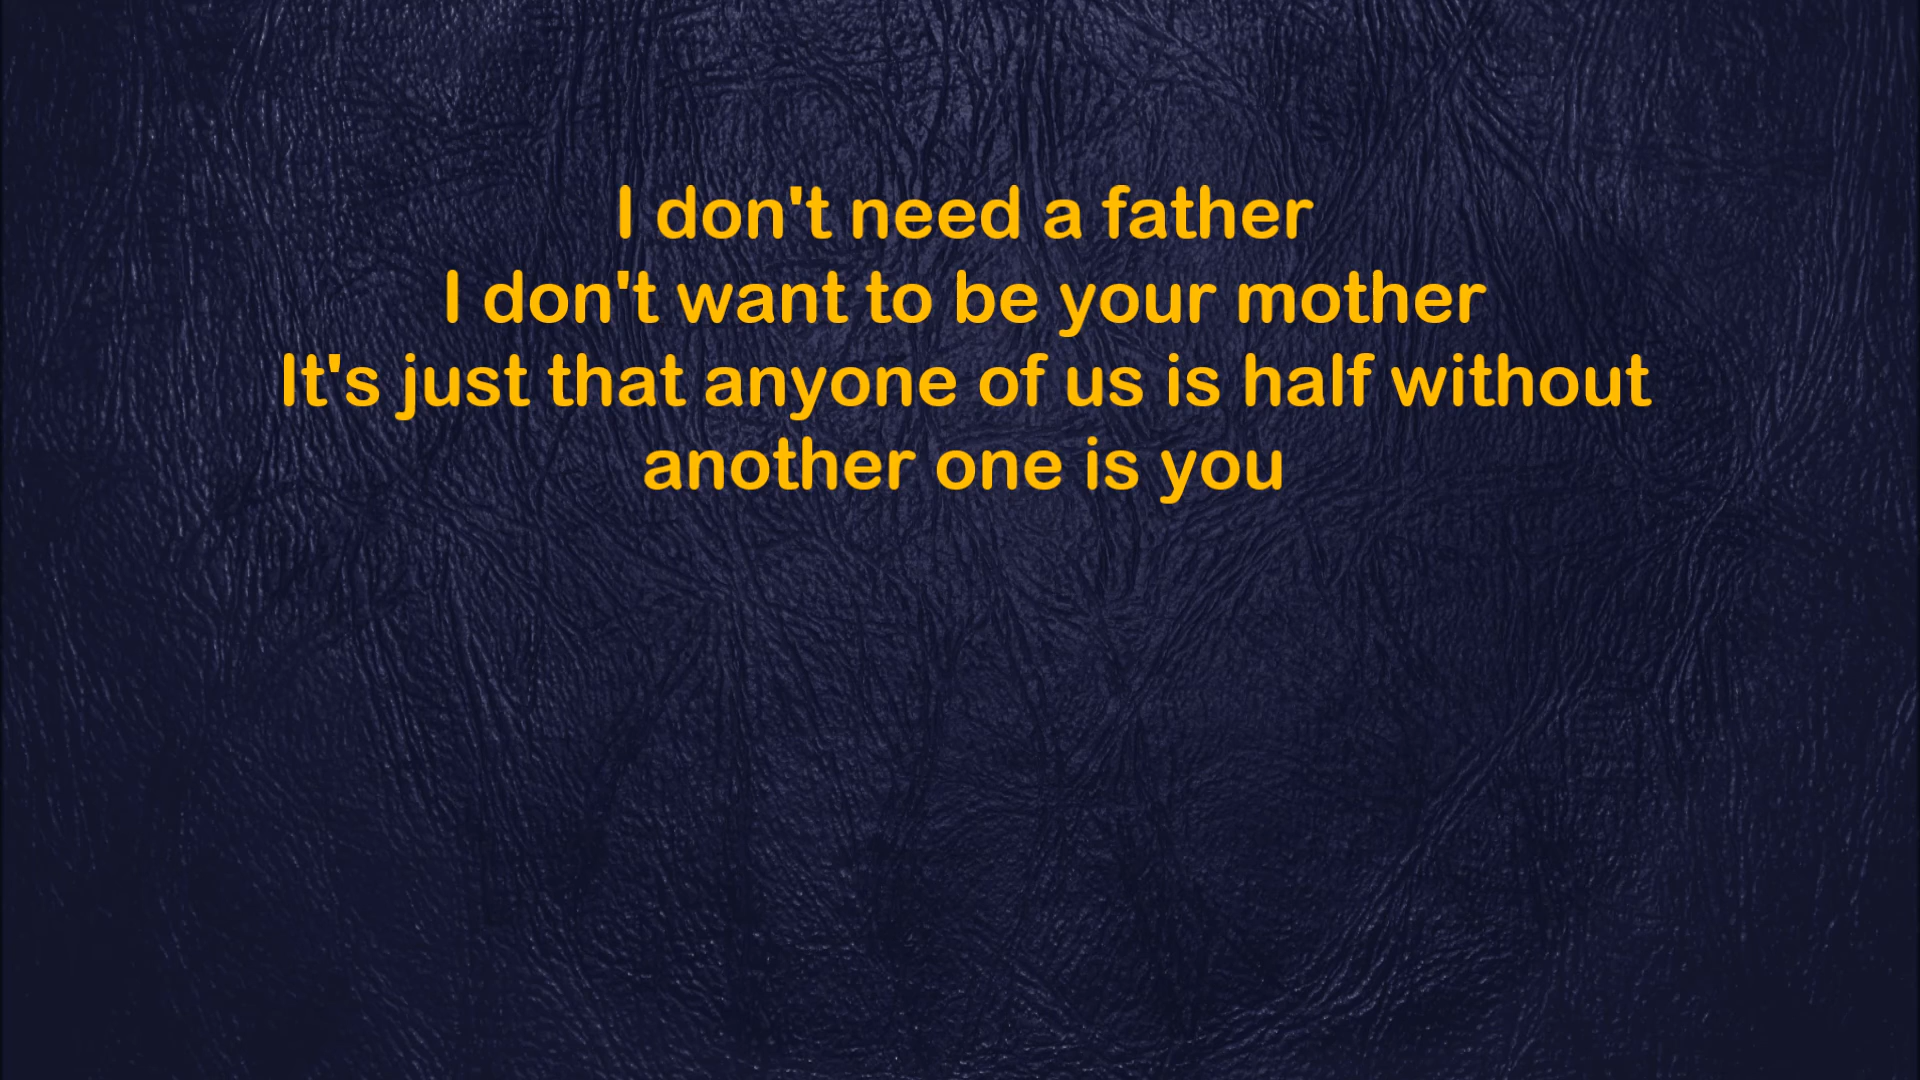 I don't need a father
I don't want to be your mother
It's just that anyone of us is half without
another one is you